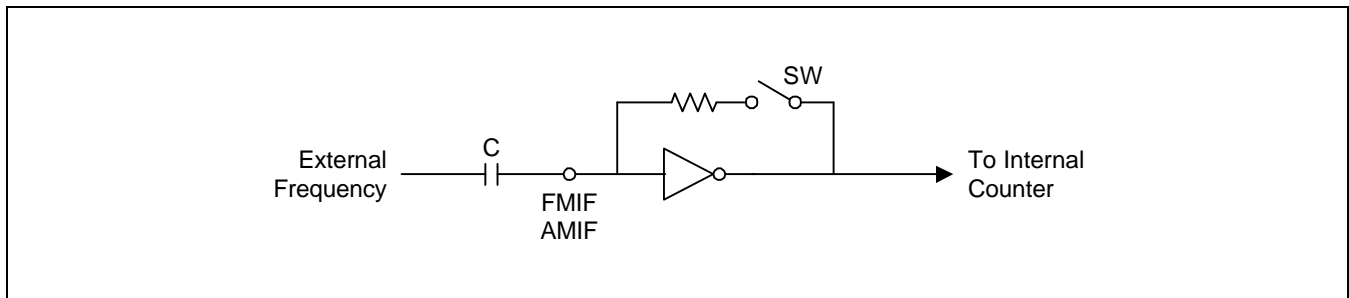 SW
External
Frequency
C
FMIF
AMIF
To Internal
Counter